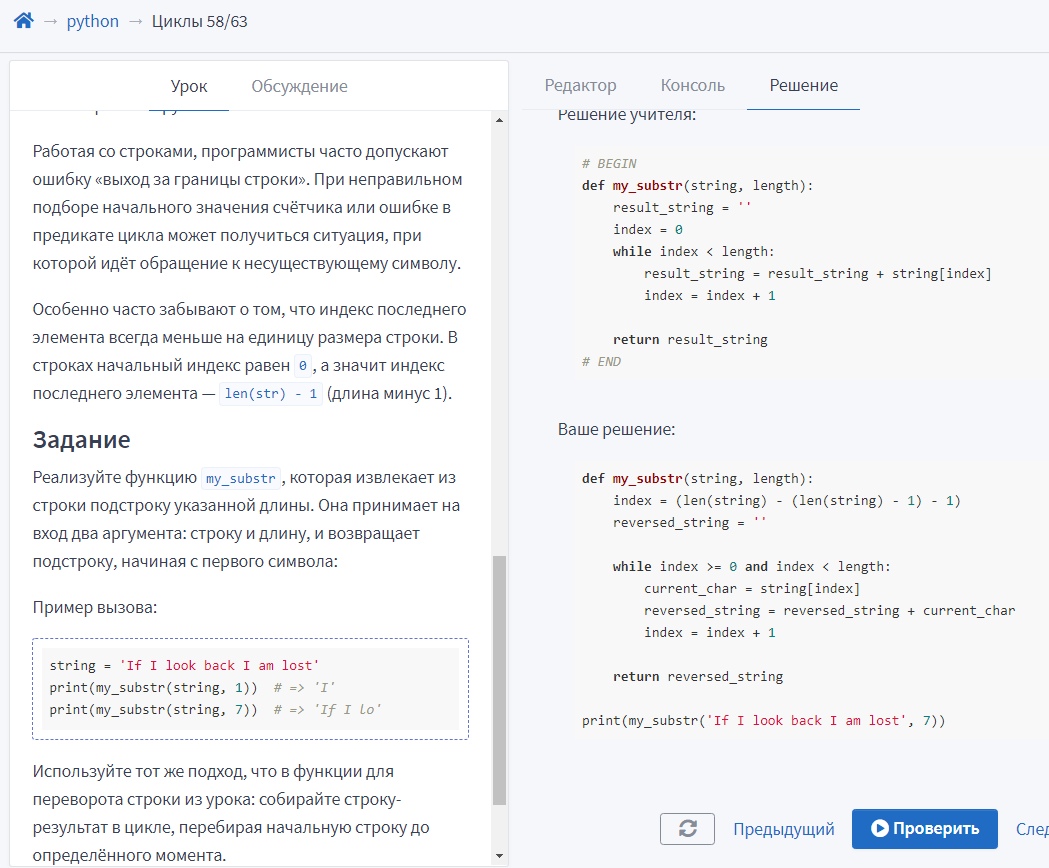 → python → Циклы 58/63
Урок
Обсуждение
Работая со строками, программисты часто допускают
ошибку «выход за границы строки». При неправильном
подборе начального значения счётчика или ошибке в
предикате цикла может получиться ситуация, при
которой идёт обращение к несуществующему символу.
Особенно часто забывают о том, что индекс последнего
элемента всегда меньше на единицу размера строки. В
строках начальный индекс равен 0, а значит индекс
последнего элемента — len(str) - 1 (длина минус 1).
Задание
Реализуйте функцию my_substr, которая извлекает из
строки подстроку указанной длины. Она принимает на
вход два аргумента: строку и длину, и возвращает
подстроку, начиная с первого символа:
Пример вызова:
string = 'If I look back I am lost'
print(my_substr(string, 1))  # => 'I'
print(my_substr(string, 7))  # => 'If I lo'
Используйте тот же подход, что в функции для
переворота строки из урока: собирайте строку-
результат в цикле, перебирая начальную строку до
определённого момента.
Редактор
Консоль
Решение
Решение учителя:
# BEGIN
def my_substr(string, length):
    result_string = ''
    index = 0
    while index < length:
        result_string = result_string + string[index]
        index = index + 1
    return result_string
# END
Ваше решение:
def my_substr(string, length):
    index = (len(string) - (len(string) - 1) - 1)
    reversed_string = ''
    while index >= 0 and index < length:
        current_char = string[index]
        reversed_string = reversed_string + current_char
        index = index + 1
    return reversed_string
print(my_substr('If I look back I am lost', 7))
Предыдущий
Проверить
След